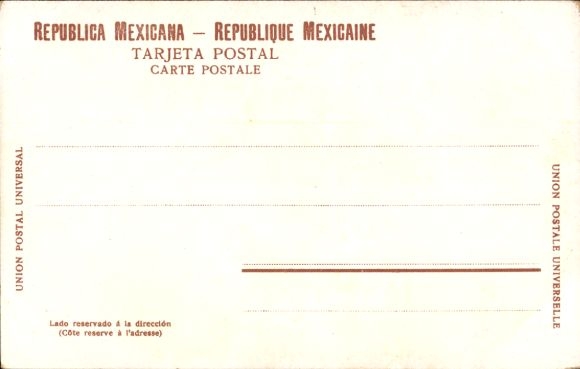 REPUBLICA MEXICANA – REPUBLIQUE MEXICAINE
TARJETA POSTAL
CARTE POSTALE
UNION POSTAL UNIVERSAL
UNION POSTALE UNIVERSELLE
Lado reservado á la dirección
(Côte reserve à l'adresse)